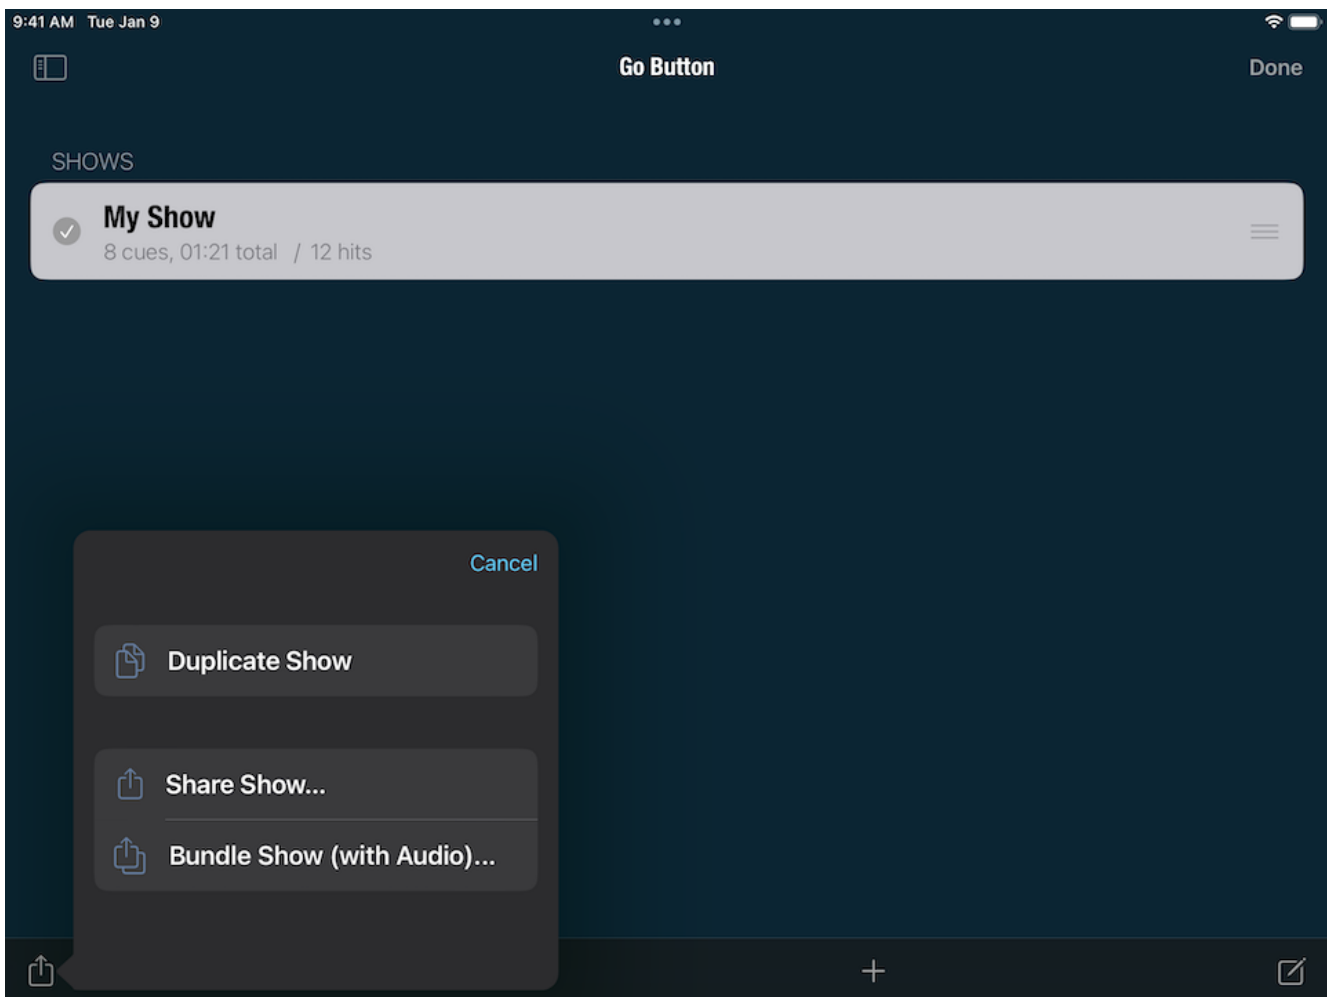 9:41 AM Tue Jan 9
Go Button
Done
SHOWS
My Show
8 cues, 01:21 total / 12 hits
Cancel
Duplicate Show
Share Show...
Bundle Show (with Audio)...